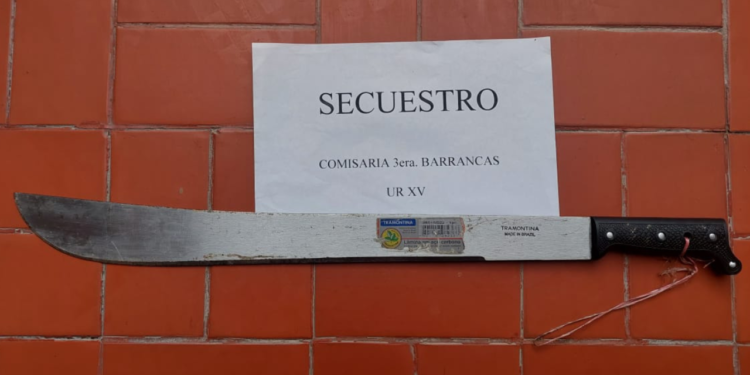 SECUESTRO
COMISARIA 3era. BARRANCAS
UR XV
TRAMONTINA
TRAMONTINA
MADE IN BRAZIL